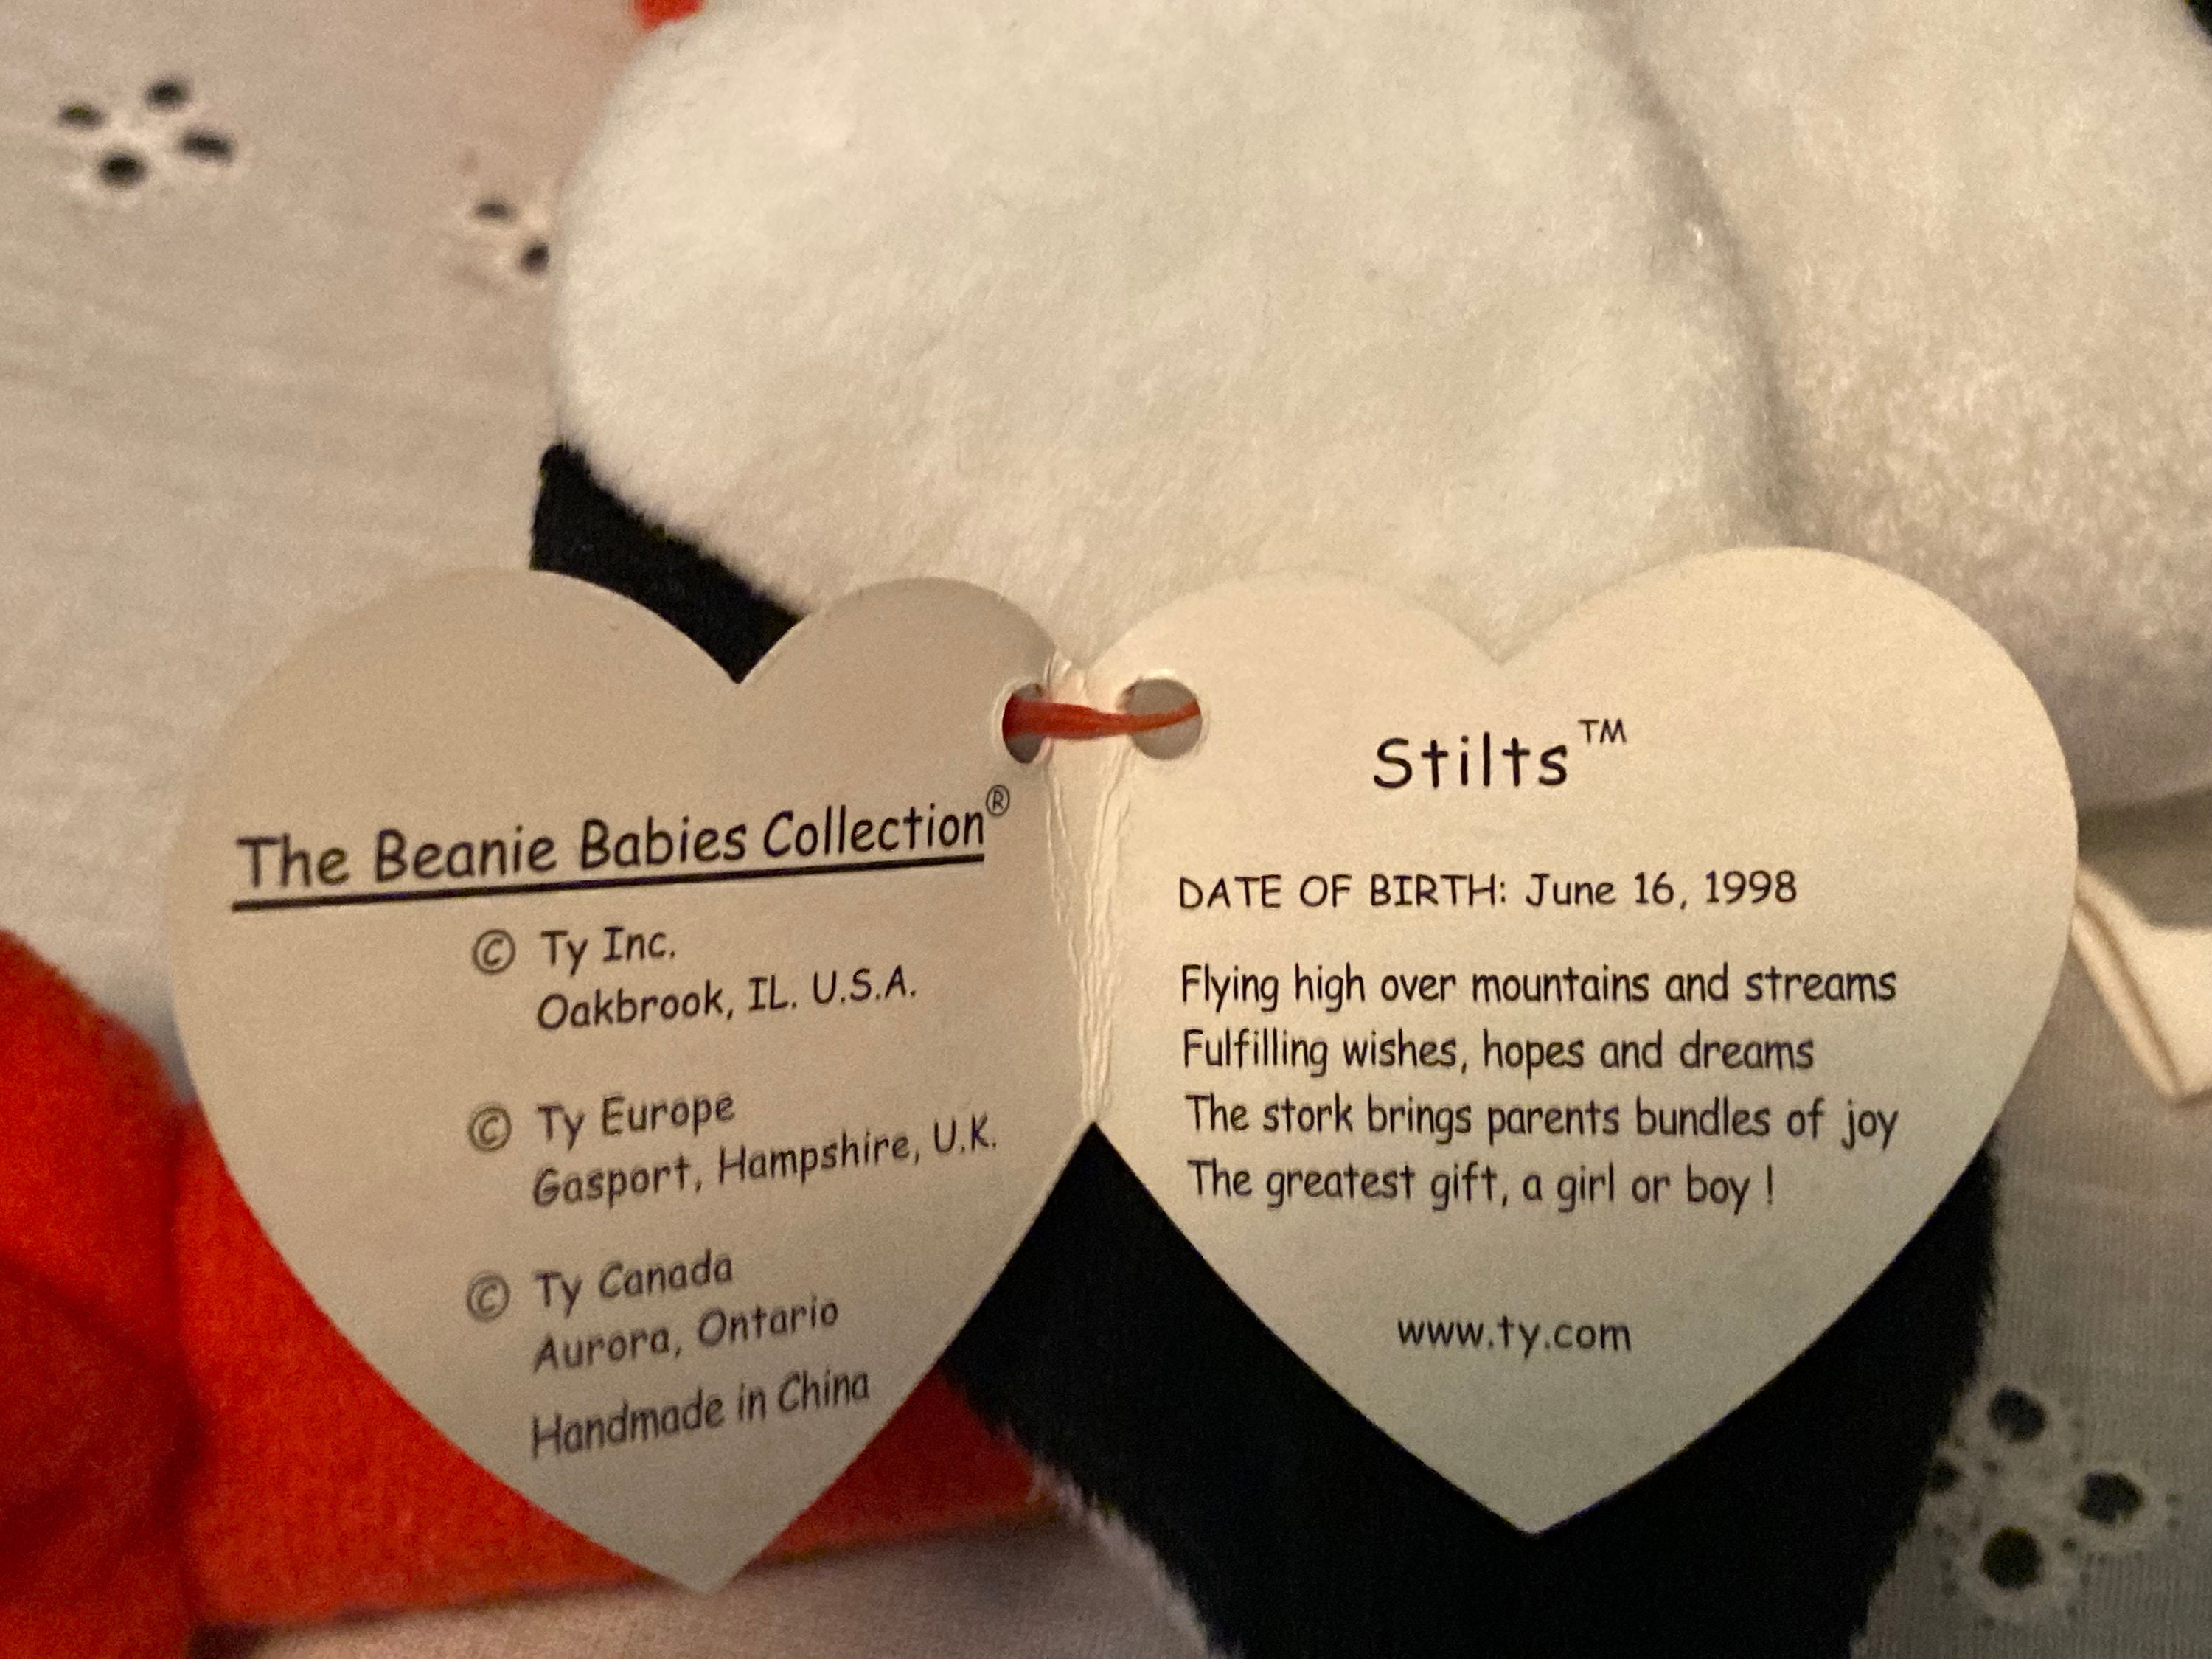 The Beanie Babies Collection®
© Ty Inc.
Oakbrook, IL. U.S.A.
© Ty Europe
Gasport, Hampshire, U.K.
© Ty Canada
Aurora, Ontario
Handmade in China
Stilts™
DATE OF BIRTH: June 16, 1998
Flying high over mountains and streams
Fulfilling wishes, hopes and dreams
The stork brings parents bundles of joy
The greatest gift, a girl or boy !
www.ty.com